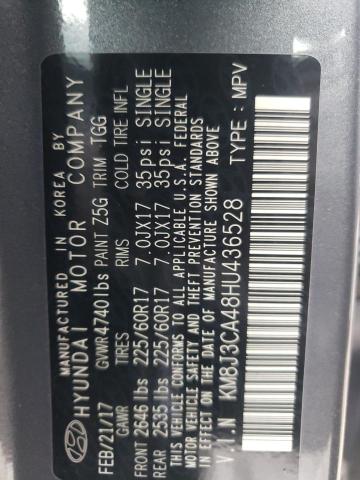 MANUFACTURED IN KOREA BY
HYUNDAI MOTOR COMPANY
FEB/21/17 GVWR 4740lbs PAINT Z5G TRIM TGG
GAWR TIRES RIMS COLD TIRE INFL
FRONT 2646 lbs 225/60R17 7.0JX17 35psi SINGLE
REAR 2535 lbs 225/60R17 7.0JX17 35psi SINGLE
THIS VEHICLE CONFORMS TO ALL APPLICABLE U.S.A. FEDERAL
MOTOR VEHICLE SAFETY AND THEFT PREVENTION STANDARDS
IN EFFECT ON THE DATE OF MANUFACTURE SHOWN ABOVE.
V.I.N KM8J3CA48HU436528 TYPE : MPV